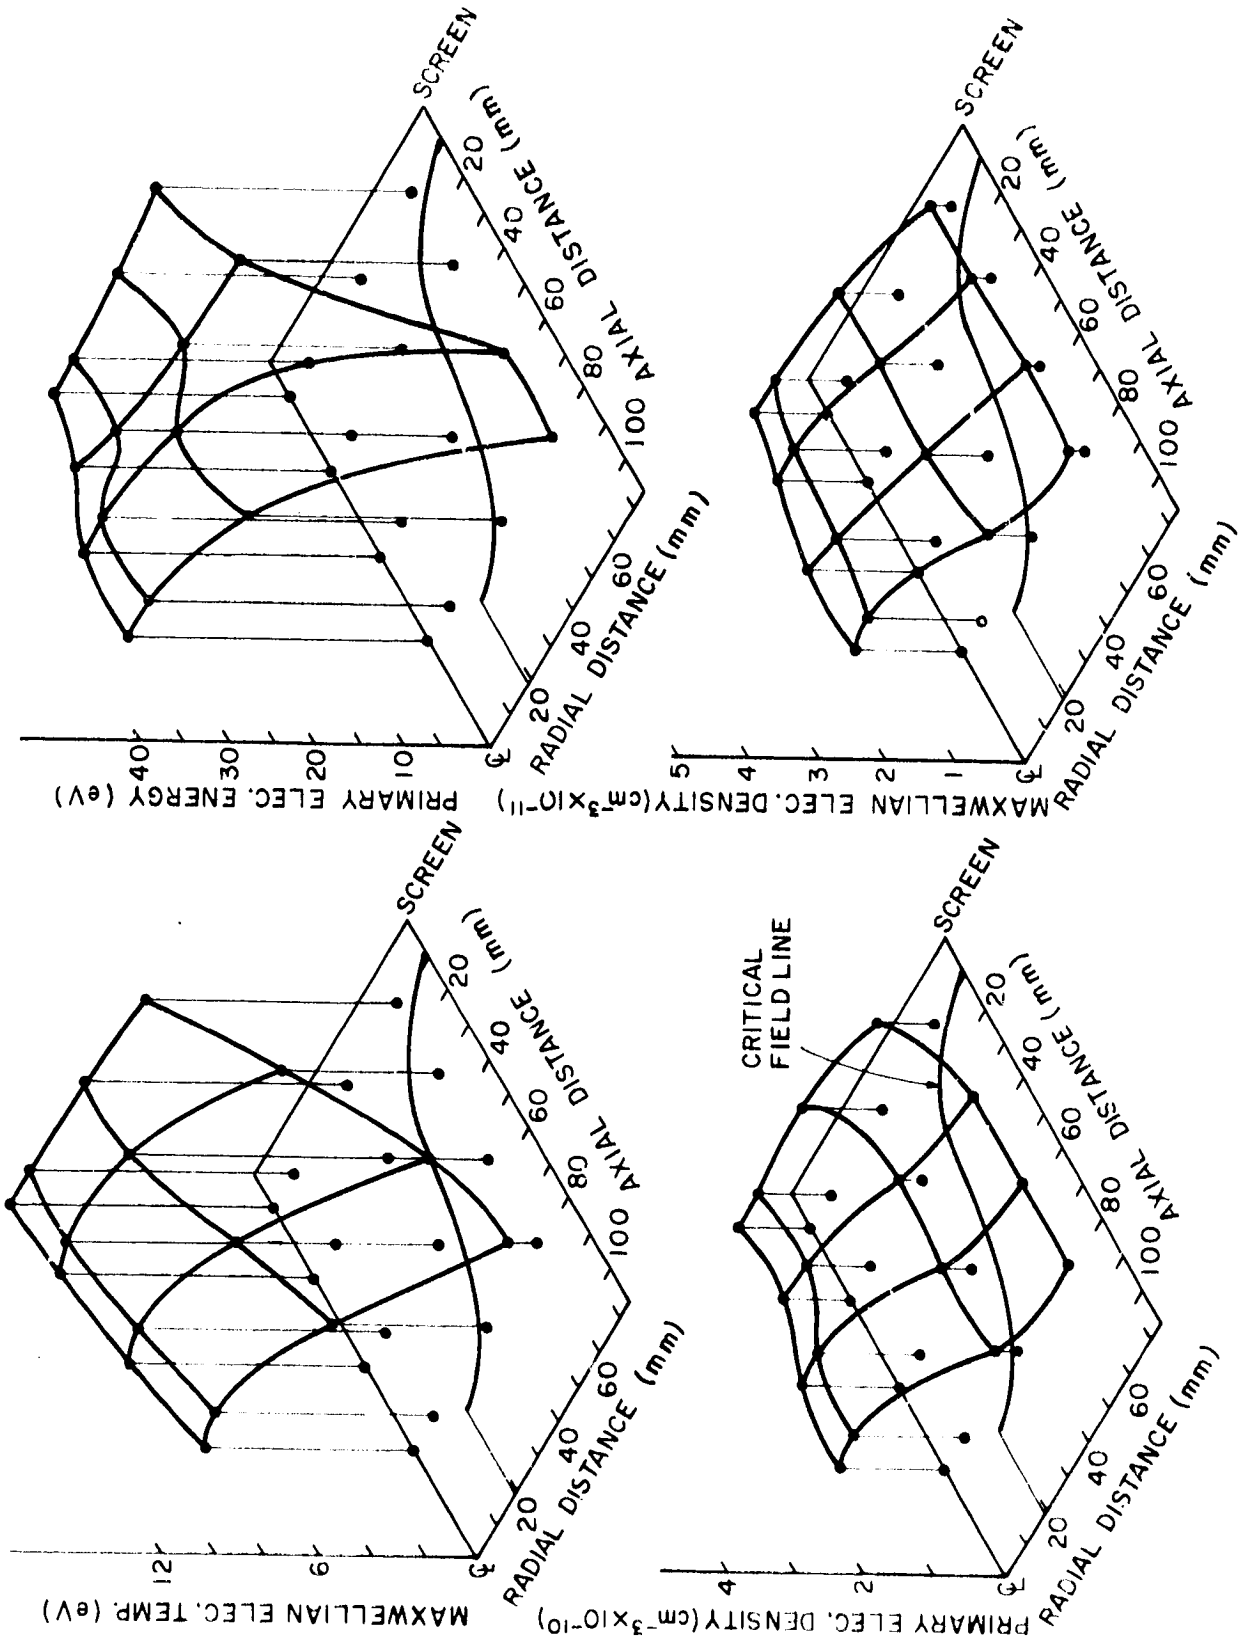 MAXWELLIAN ELEC. TEMP. (eV)
12
6
℄
20
40
60
RADIAL DISTANCE (mm)
100
80
60
40
20
AXIAL DISTANCE (mm)
SCREEN
PRIMARY ELEC. ENERGY (eV)
40
30
20
10
℄
20
40
60
RADIAL DISTANCE (mm)
100
80
60
40
20
AXIAL DISTANCE (mm)
SCREEN
PRIMARY ELEC. DENSITY (cm⁻³x10⁻¹⁰)
4
2
℄
20
40
60
RADIAL DISTANCE (mm)
100
80
60
40
20
AXIAL DISTANCE (mm)
SCREEN
CRITICAL
FIELD LINE
MAXWELLIAN ELEC. DENSITY (cm⁻³x10⁻¹¹)
5
4
3
2
1
℄
20
40
60
RADIAL DISTANCE (mm)
100
80
60
40
20
AXIAL DISTANCE (mm)
SCREEN